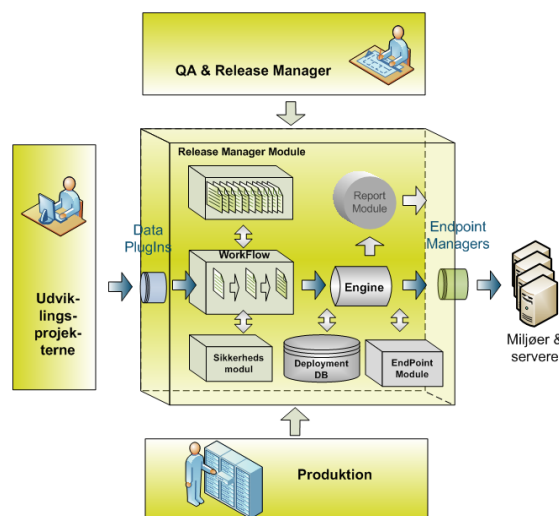 QA & Release Manager
Release Manager Module
Report
Module
Data
PlugIns
Endpoint
Managers
WorkFlow
Engine
Udvik-
lings-
projek-
terne
Miljøer &
servere
Sikkerheds
modul
Deployment
DB
EndPoint
Module
Produktion